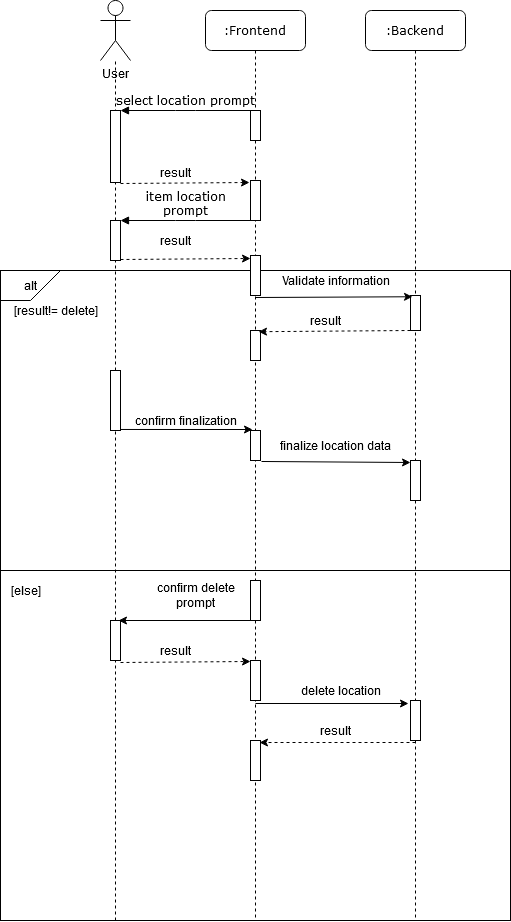 :Frontend
:Backend
User
select location prompt
result
item location
prompt
result
alt
Validate information
[result!= delete]
result
confirm finalization
finalize location data
[else]
confirm delete
prompt
result
delete location
result